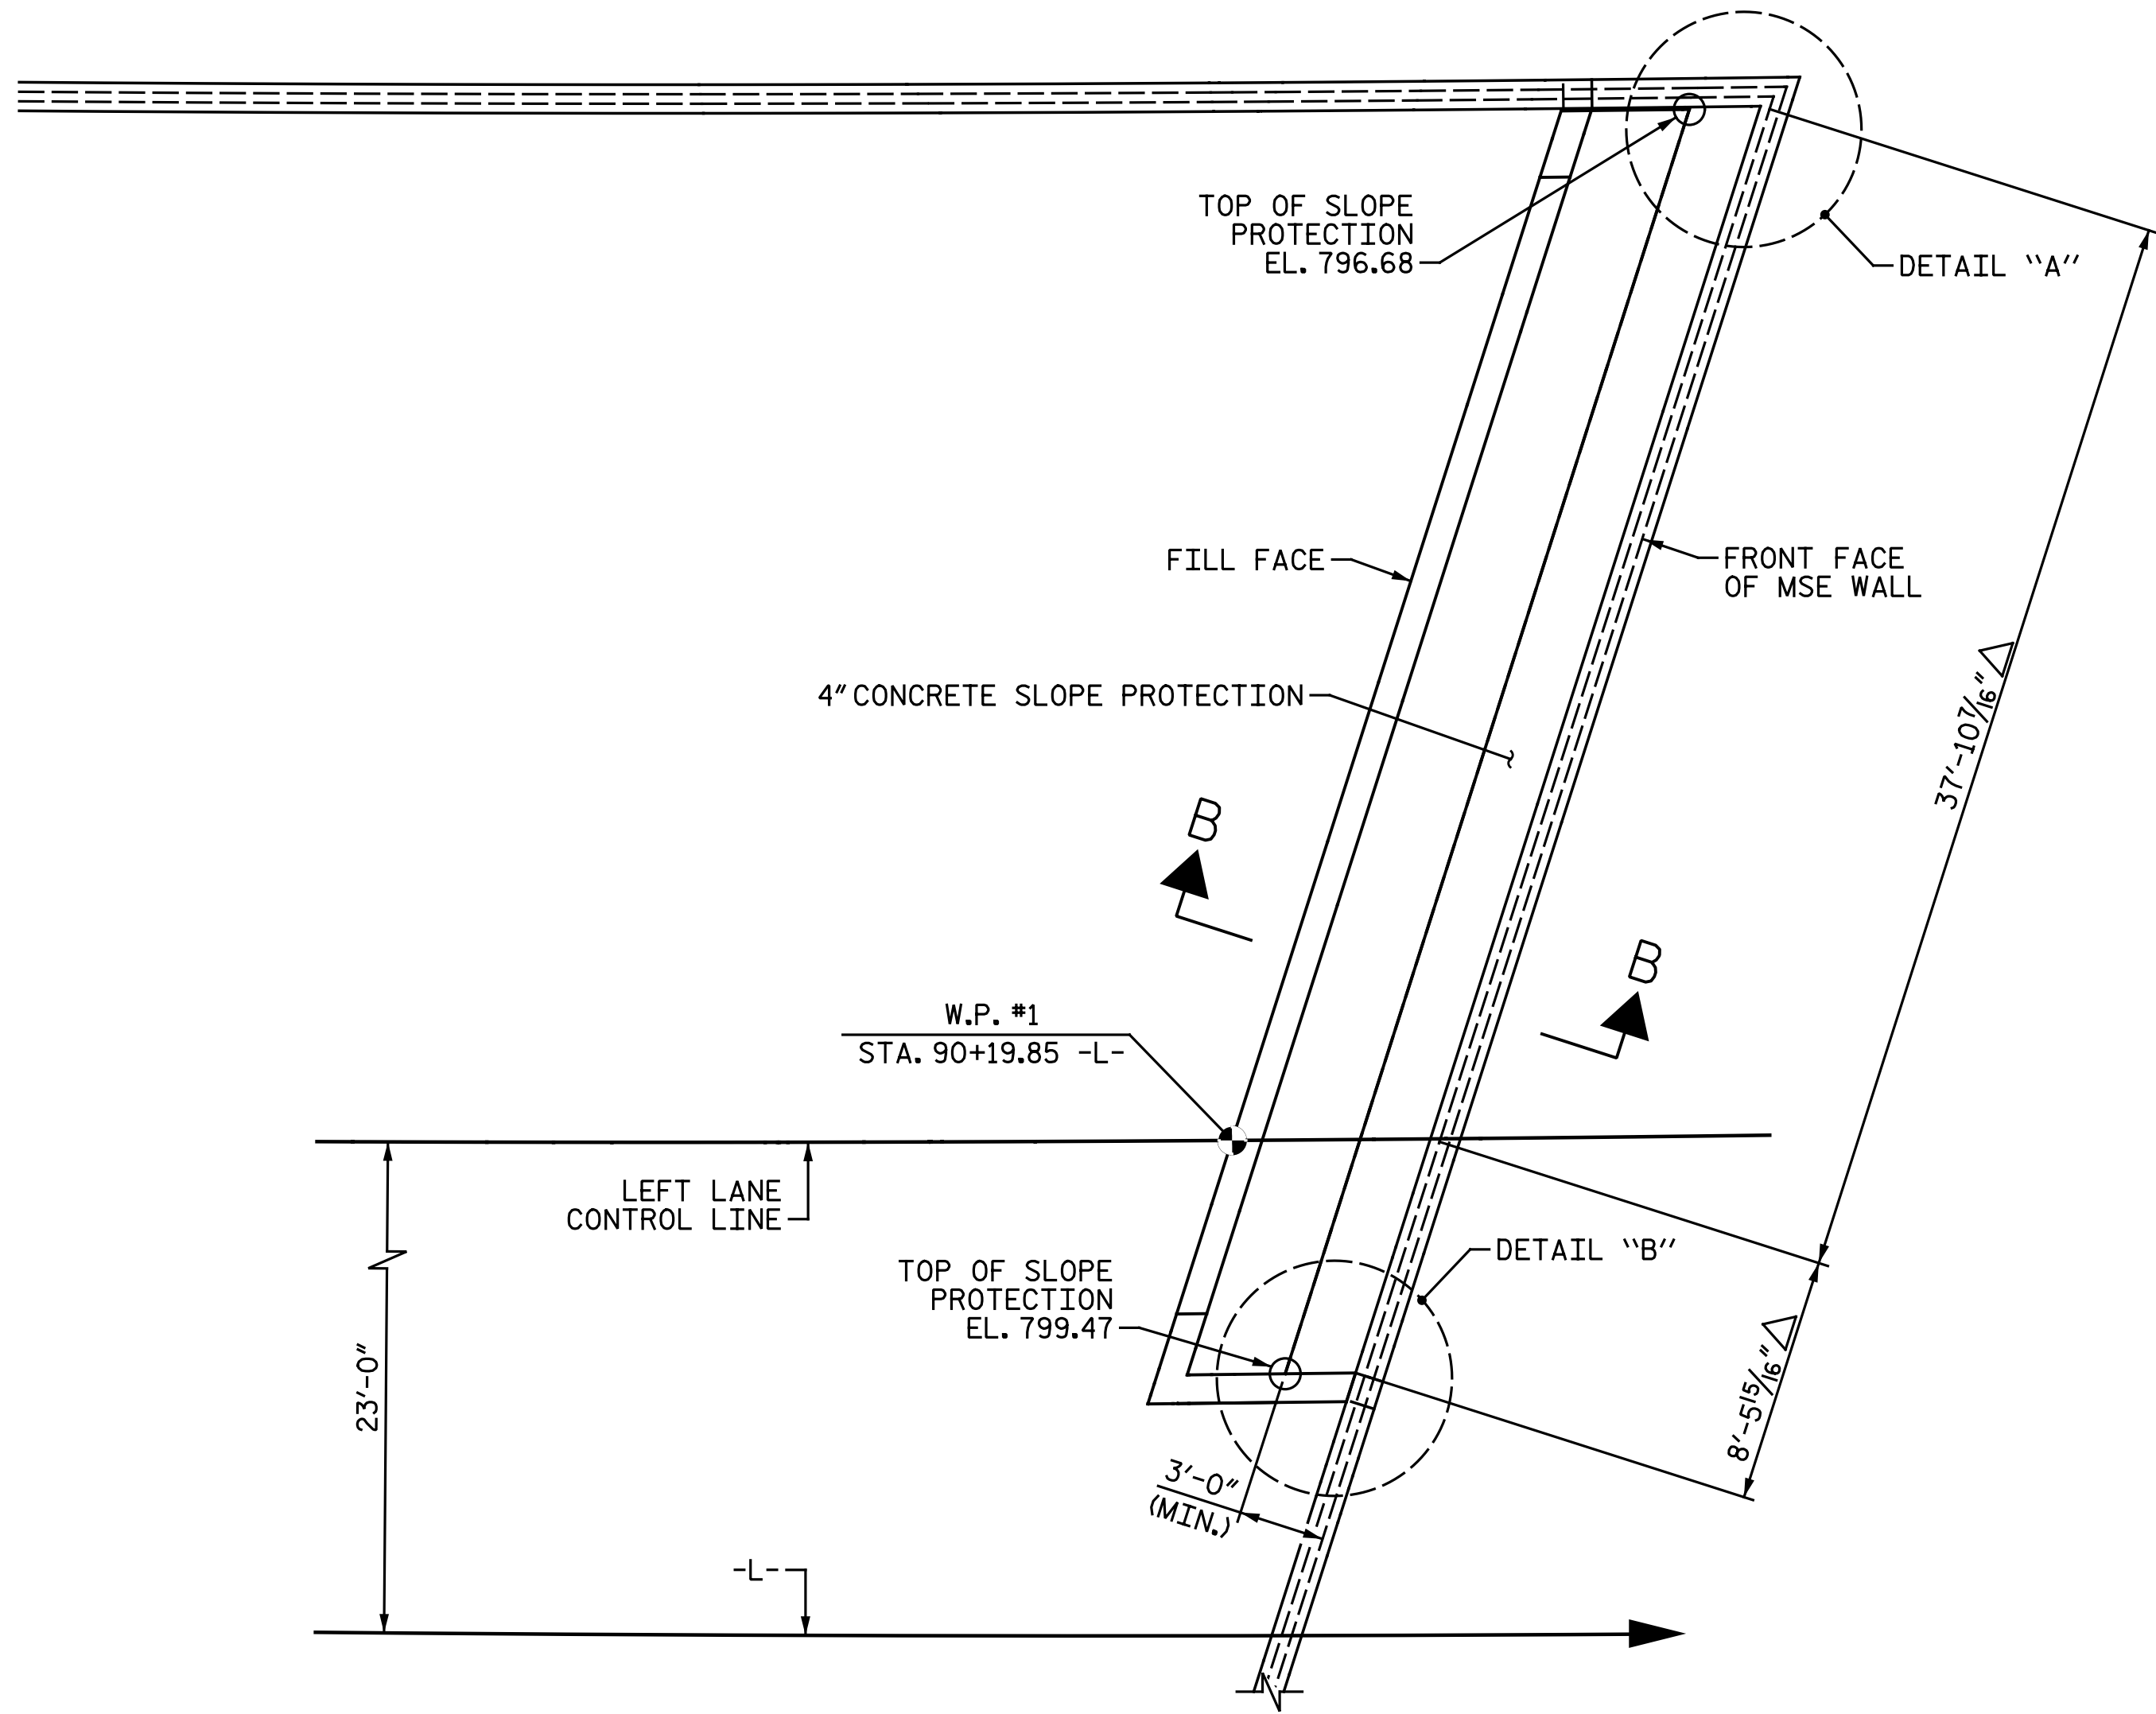 TOP OF SLOPE
PROTECTION
EL. 796.68
DETAIL "A"
FILL FACE
FRONT FACE
OF MSE WALL
37'-10 7/16"
4" CONCRETE SLOPE PROTECTION
B
B
W.P. #1
STA. 90+19.85 -L-
LEFT LANE
CONTROL LINE
DETAIL "B"
TOP OF SLOPE
PROTECTION
EL. 799.47
23'-0"
8'-5 15/16"
3'-0"
(MIN.)
-L-